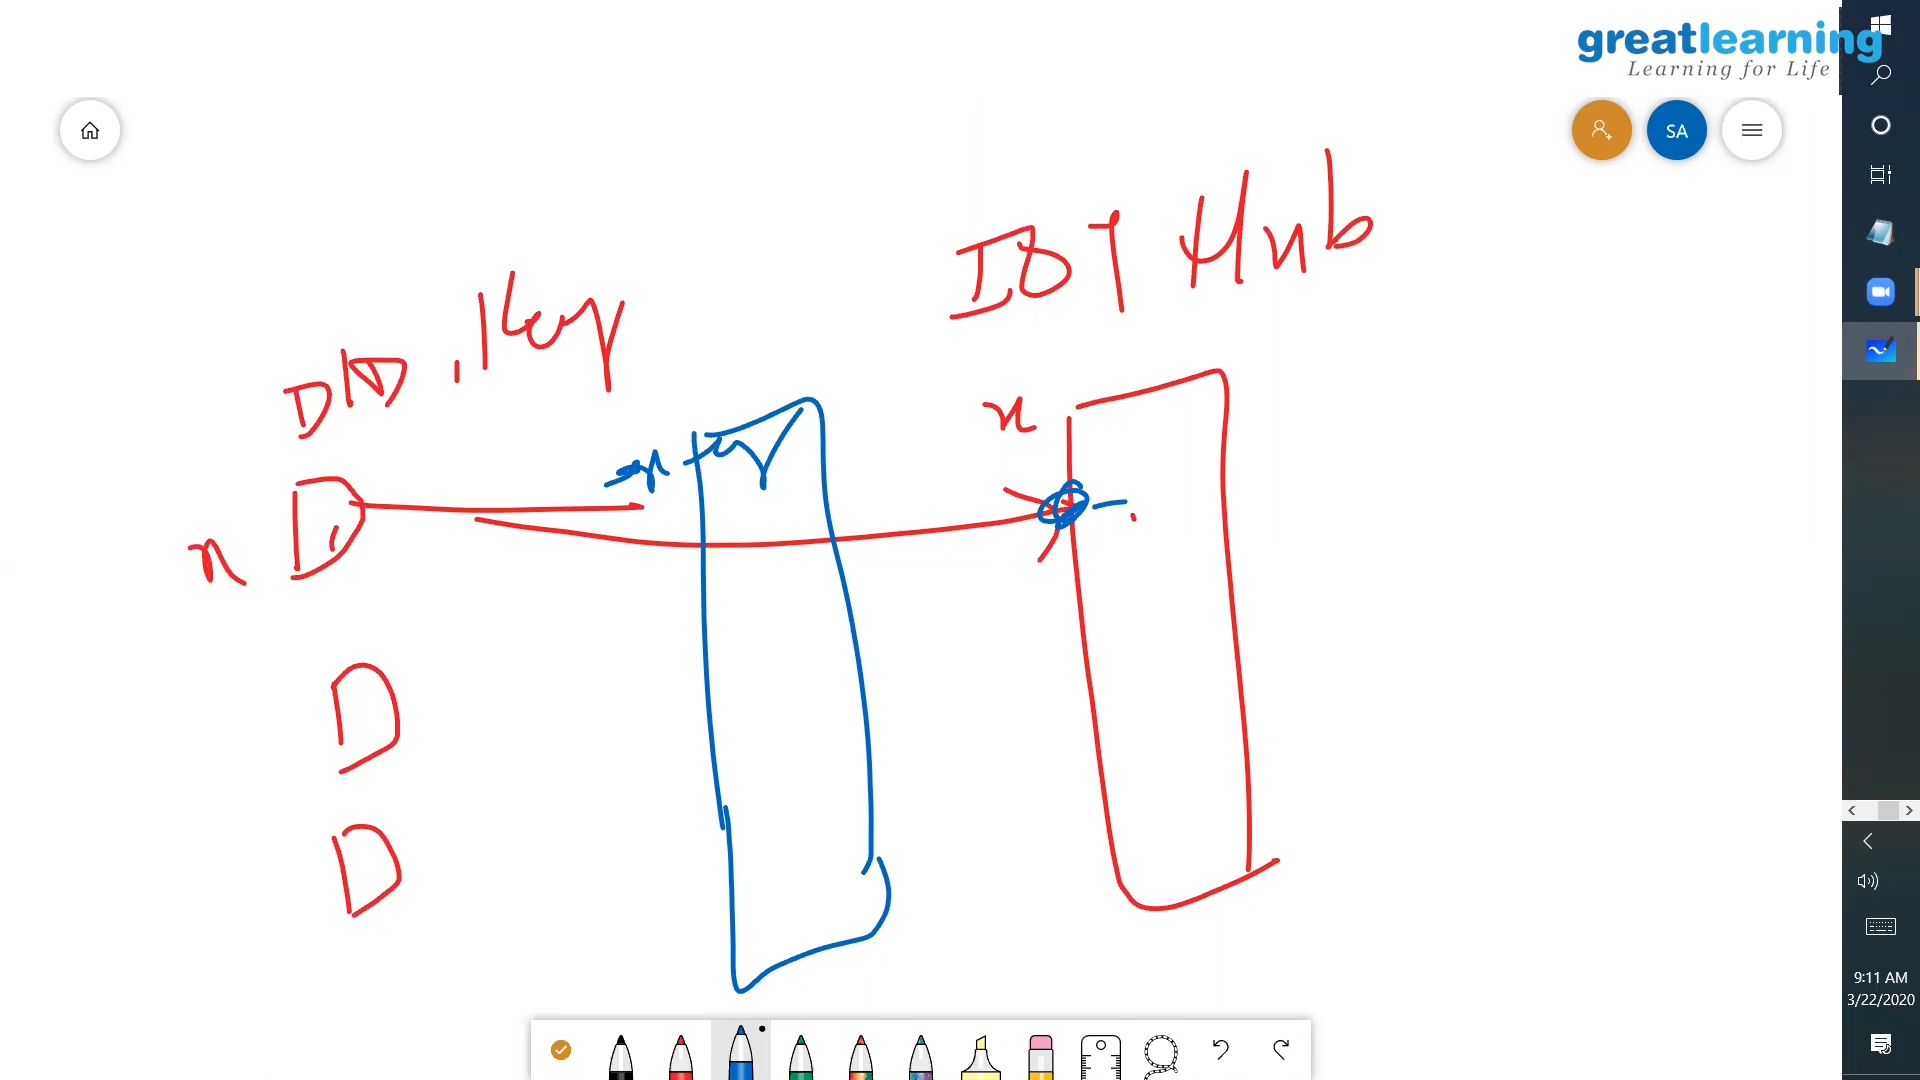 greatlearning
Learning for Life
SA
IOT Hub
DID, Key
x
x
D
x
D
D
9:11 AM
3/22/2020